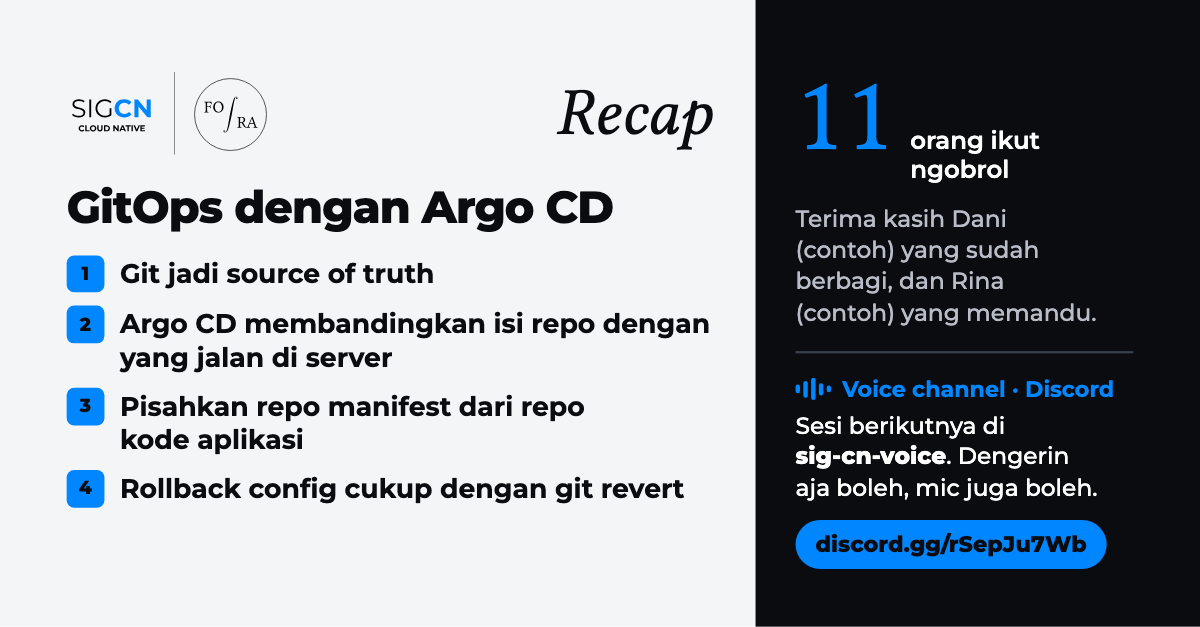 SIGCN
CLOUD NATIVE
FO
RA
Recap
GitOps dengan Argo CD
1 Git jadi source of truth
2 Argo CD membandingkan isi repo dengan
yang jalan di server
3 Pisahkan repo manifest dari repo
kode aplikasi
4 Rollback config cukup dengan git revert
11 orang ikut
ngobrol
Terima kasih Dani
(contoh) yang sudah
berbagi, dan Rina
(contoh) yang memandu.
Voice channel · Discord
Sesi berikutnya di
sig-cn-voice. Dengerin
aja boleh, mic juga boleh.
discord.gg/rSepJu7Wb